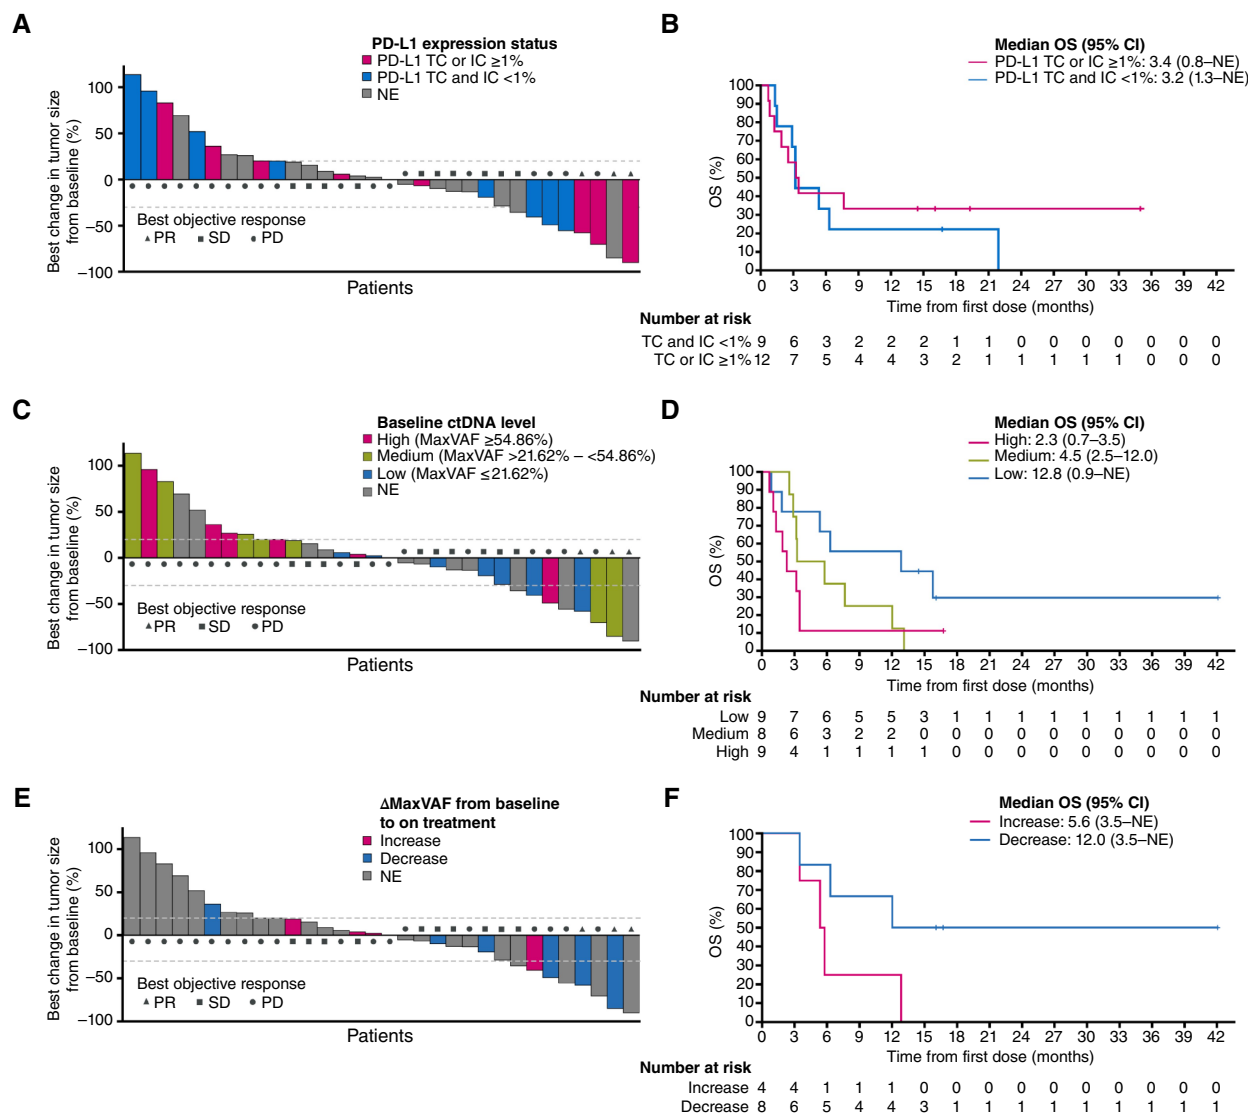 A
PD-L1 expression status
PD-L1 TC or IC ≥1%
PD-L1 TC and IC <1%
NE
Best change in tumor size
from baseline (%)
100
50
0
−50
−100
Best objective response
PR SD PD
Patients
B
Median OS (95% CI)
PD-L1 TC or IC ≥1%: 3.4 (0.8–NE)
PD-L1 TC and IC <1%: 3.2 (1.3–NE)
OS (%)
100
90
80
70
60
50
40
30
20
10
0
0 3 6 9 12 15 18 21 24 27 30 33 36 39 42
Time from first dose (months)
Number at risk
TC and IC <1% 9 6 3 2 2 2 1 1 0 0 0 0 0 0 0
TC or IC ≥1% 12 7 5 4 4 3 2 1 1 1 1 1 0 0 0
C
Baseline ctDNA level
High (MaxVAF ≥54.86%)
Medium (MaxVAF >21.62% – <54.86%)
Low (MaxVAF ≤21.62%)
NE
Best change in tumor size
from baseline (%)
100
50
0
−50
−100
Best objective response
PR SD PD
Patients
D
Median OS (95% CI)
High: 2.3 (0.7–3.5)
Medium: 4.5 (2.5–12.0)
Low: 12.8 (0.9–NE)
OS (%)
100
90
80
70
60
50
40
30
20
10
0
0 3 6 9 12 15 18 21 24 27 30 33 36 39 42
Time from first dose (months)
Number at risk
Low 9 7 6 5 5 3 1 1 1 1 1 1 1 1 1
Medium 8 6 3 2 2 0 0 0 0 0 0 0 0 0 0
High 9 4 1 1 1 1 0 0 0 0 0 0 0 0 0
E
ΔMaxVAF from baseline
to on treatment
Increase
Decrease
NE
Best change in tumor size
from baseline (%)
100
50
0
−50
−100
Best objective response
PR SD PD
Patients
F
Median OS (95% CI)
Increase: 5.6 (3.5–NE)
Decrease: 12.0 (3.5–NE)
OS (%)
100
90
80
70
60
50
40
30
20
10
0
0 3 6 9 12 15 18 21 24 27 30 33 36 39 42
Time from first dose (months)
Number at risk
Increase 4 4 1 1 1 0 0 0 0 0 0 0 0 0 0
Decrease 8 6 5 4 4 3 1 1 1 1 1 1 1 1 1